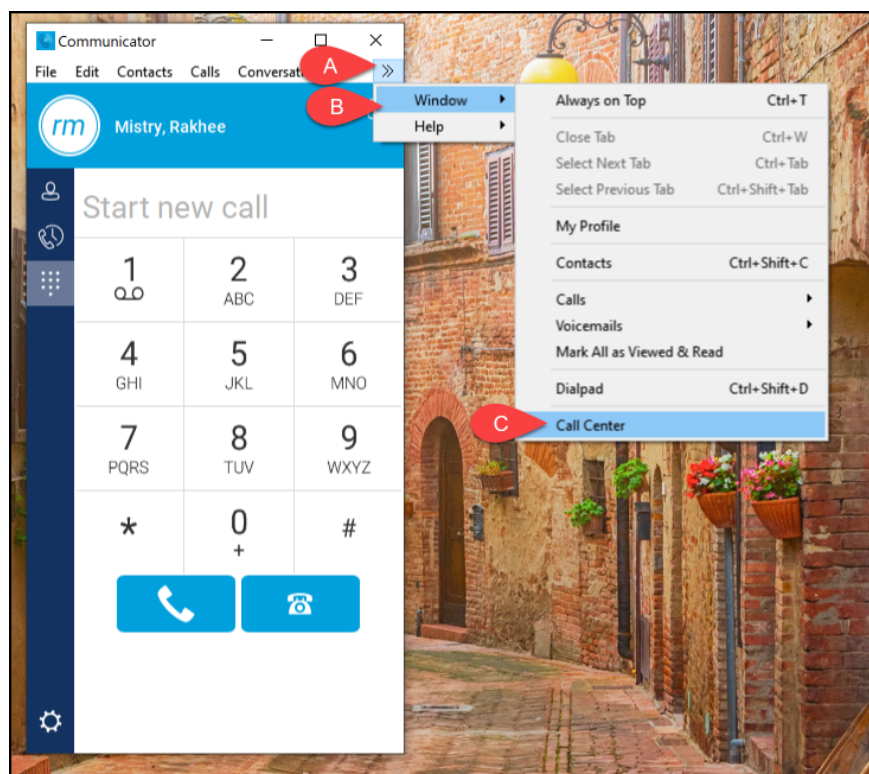 Communicator
File Edit Contacts Calls Conversati
A
B
Window
Help
rm
Mistry, Rakhee
Start new call
1
2
ABC
3
DEF
4
GHI
5
JKL
6
MNO
7
PQRS
8
TUV
9
WXYZ
*
0
+
#
Always on Top Ctrl+T
Close Tab Ctrl+W
Select Next Tab Ctrl+Tab
Select Previous Tab Ctrl+Shift+Tab
My Profile
Contacts Ctrl+Shift+C
Calls
Voicemails
Mark All as Viewed & Read
Dialpad Ctrl+Shift+D
C
Call Center